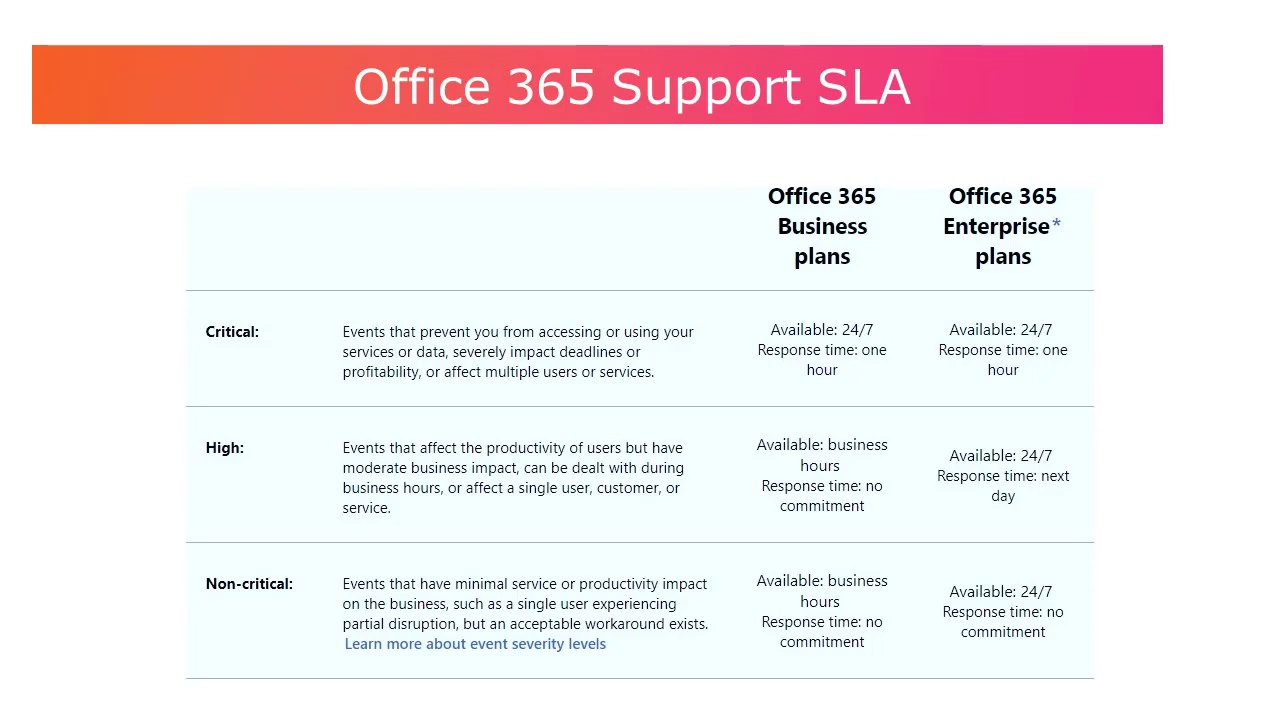 Office 365 Support SLA
Office 365
Business
plans
Office 365
Enterprise*
plans
Critical:
Events that prevent you from accessing or using your
services or data, severely impact deadlines or
profitability, or affect multiple users or services.
Available: 24/7
Response time: one
hour
Available: 24/7
Response time: one
hour
High:
Events that affect the productivity of users but have
moderate business impact, can be dealt with during
business hours, or affect a single user, customer, or
service.
Available: business
hours
Response time: no
commitment
Available: 24/7
Response time: next
day
Non-critical:
Events that have minimal service or productivity impact
on the business, such as a single user experiencing
partial disruption, but an acceptable workaround exists.
Learn more about event severity levels
Available: business
hours
Response time: no
commitment
Available: 24/7
Response time: no
commitment